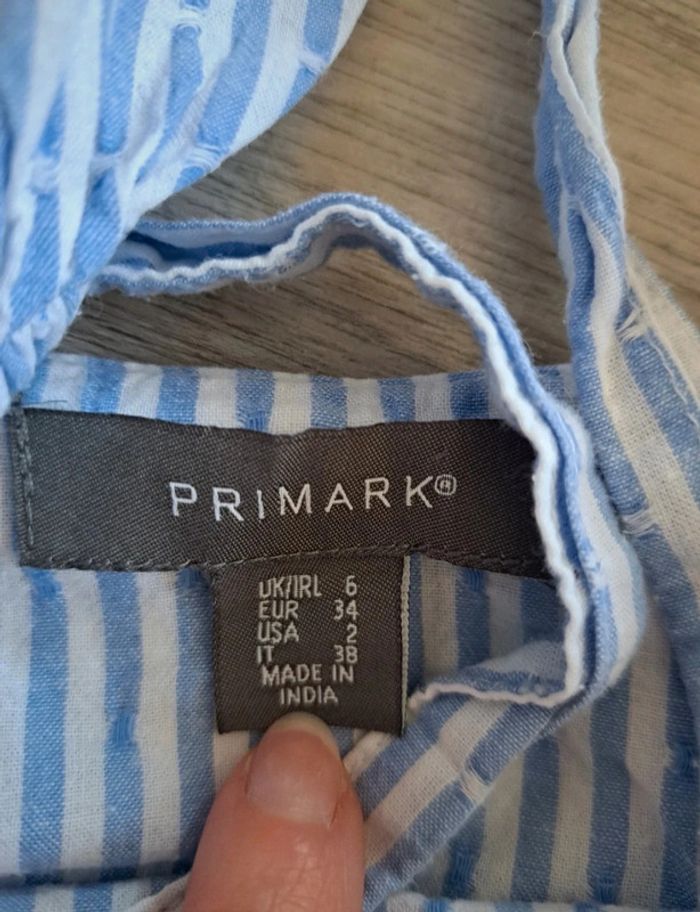 PRIMARK®
UK/IRL 6
EUR 34
USA 2
IT 38
MADE IN
INDIA